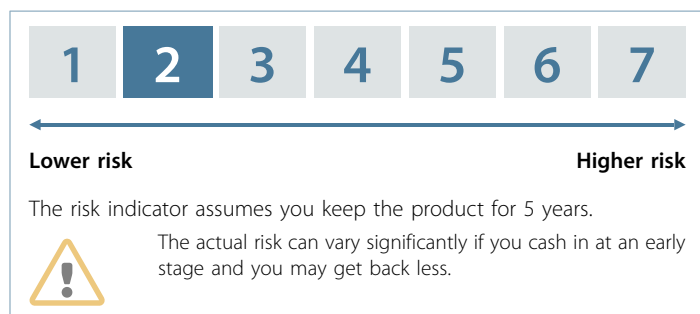 1 2 3 4 5 6 7
Lower risk Higher risk
The risk indicator assumes you keep the product for 5 years.
The actual risk can vary significantly if you cash in at an early
stage and you may get back less.